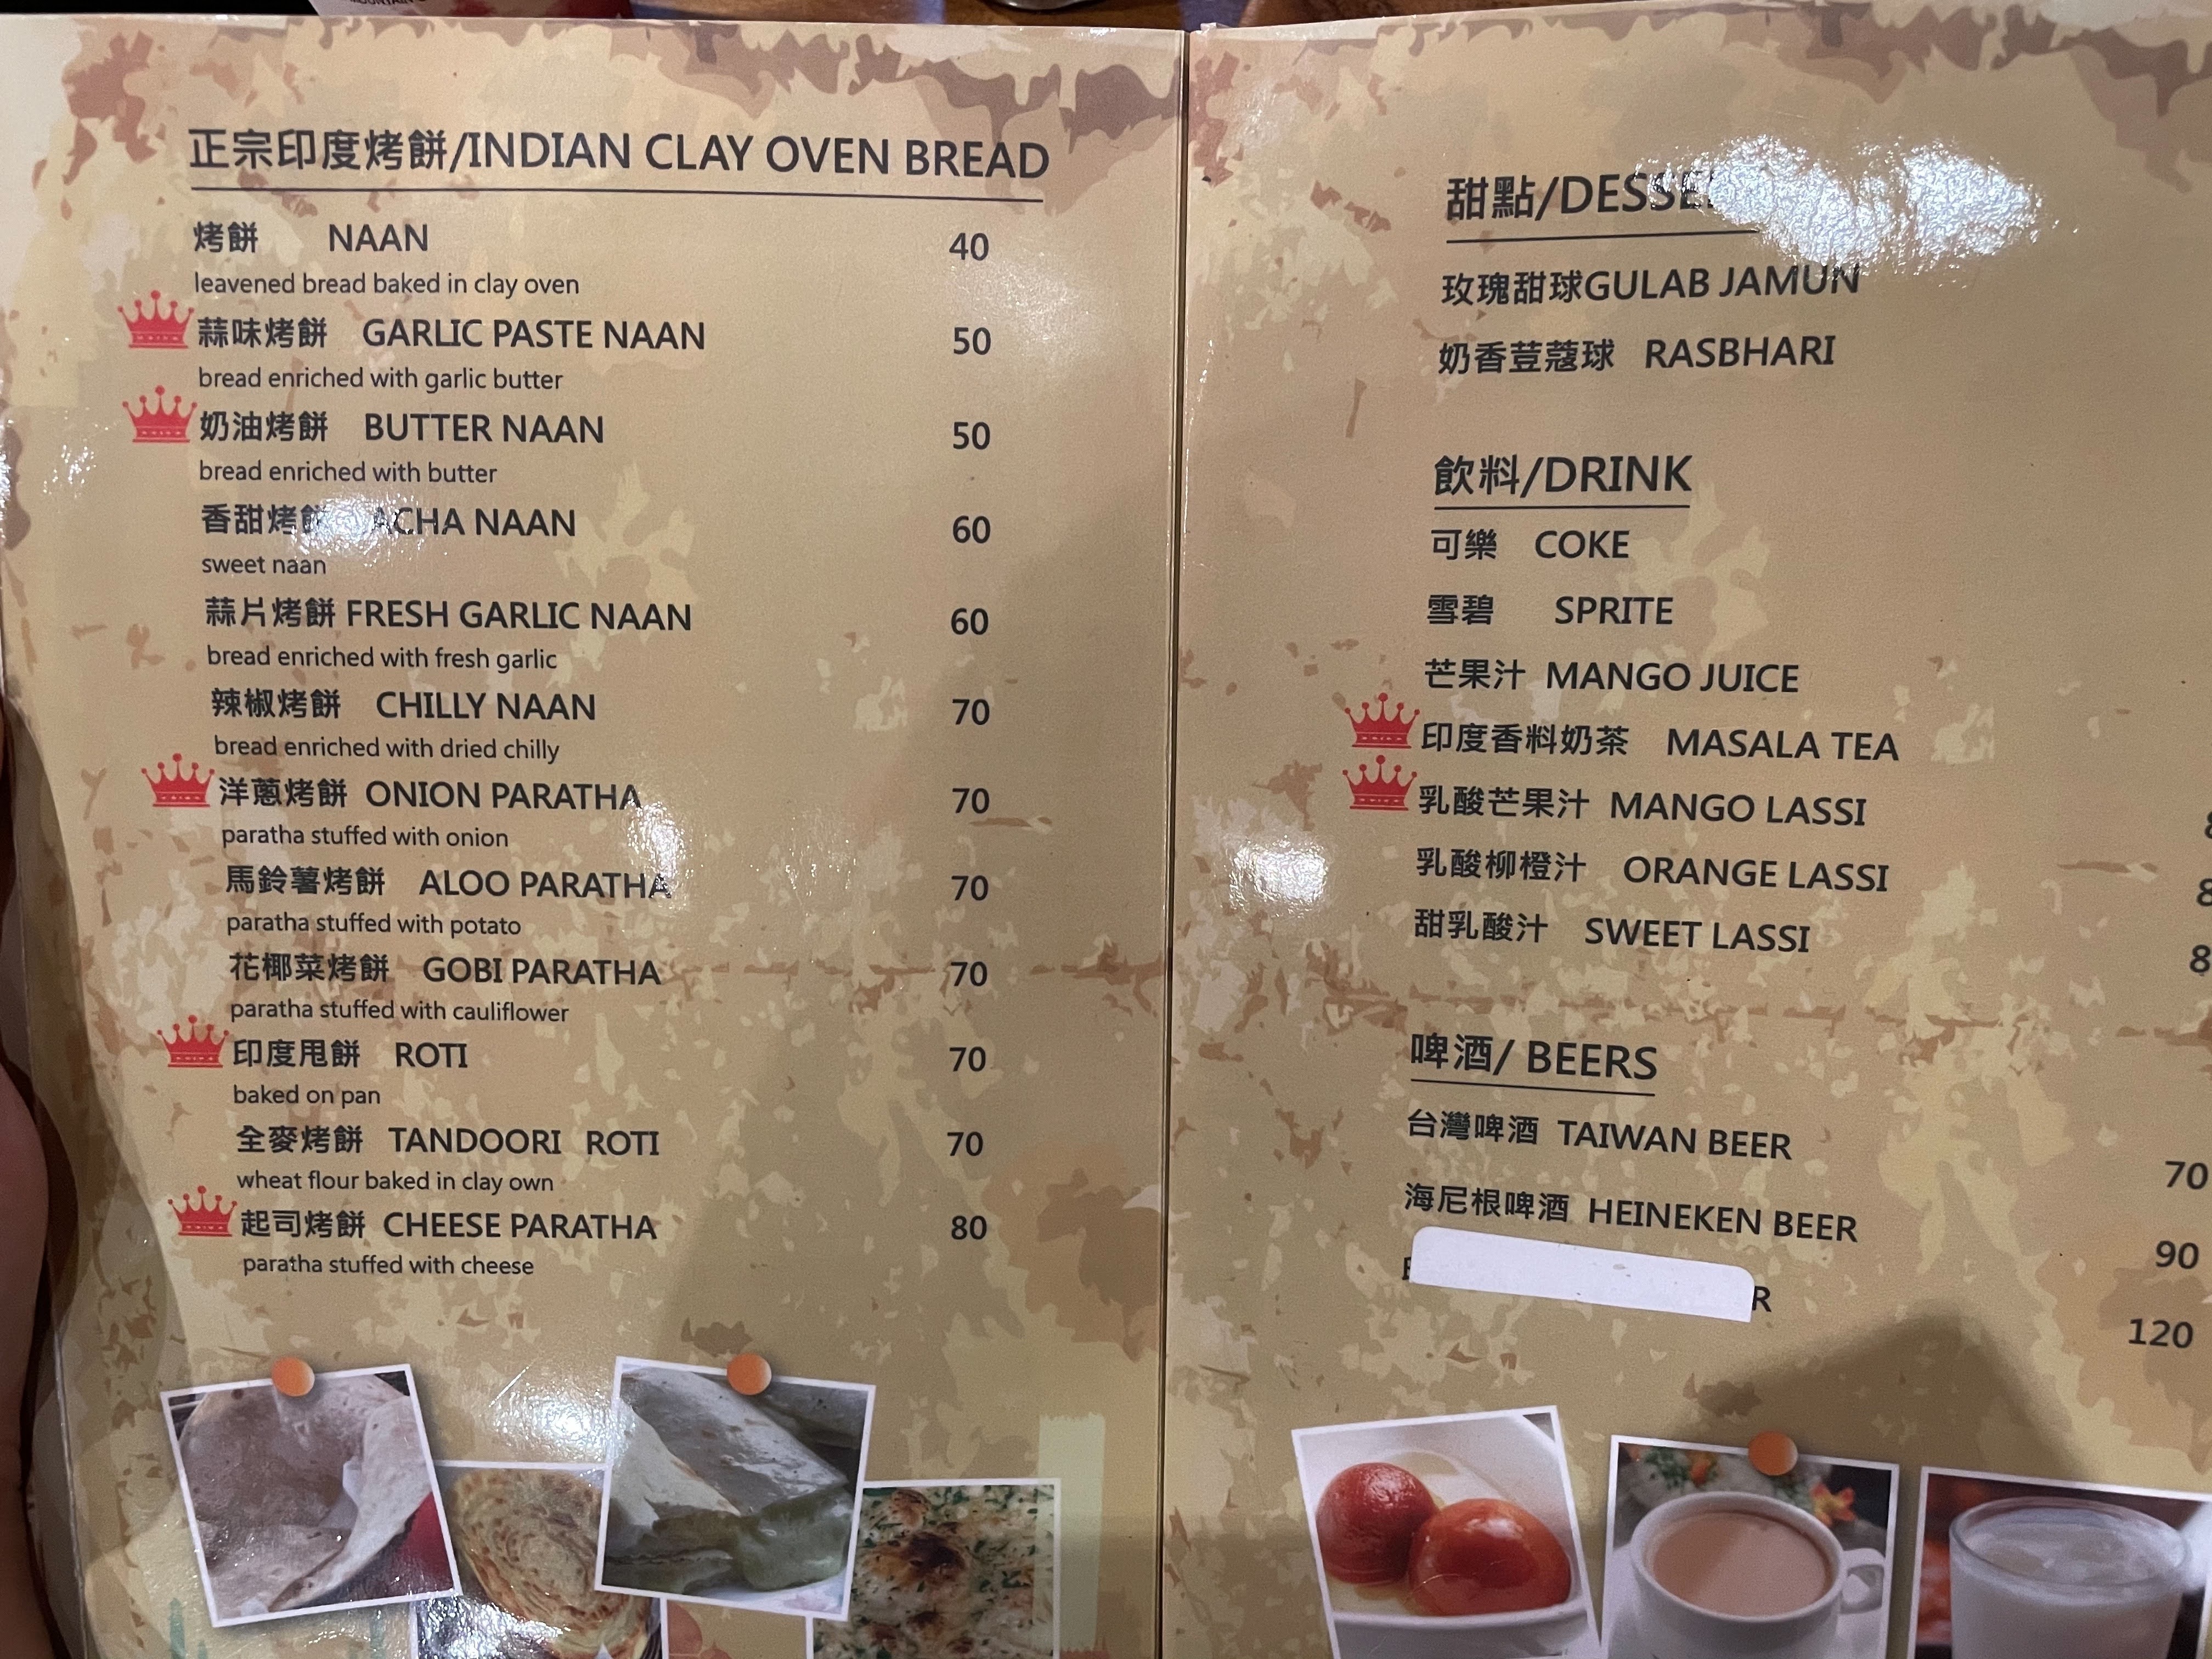 正宗印度烤餅/INDIAN CLAY OVEN BREAD
烤餅 NAAN 40
leavened bread baked in clay oven
蒜味烤餅 GARLIC PASTE NAAN 50
bread enriched with garlic butter
奶油烤餅 BUTTER NAAN 50
bread enriched with butter
香甜烤餅 ACHA NAAN 60
sweet naan
蒜片烤餅 FRESH GARLIC NAAN 60
bread enriched with fresh garlic
辣椒烤餅 CHILLY NAAN 70
bread enriched with dried chilly
洋蔥烤餅 ONION PARATHA 70
paratha stuffed with onion
馬鈴薯烤餅 ALOO PARATHA 70
paratha stuffed with potato
花椰菜烤餅 GOBI PARATHA 70
paratha stuffed with cauliflower
印度甩餅 ROTI 70
baked on pan
全麥烤餅 TANDOORI ROTI 70
wheat flour baked in clay own
起司烤餅 CHEESE PARATHA 80
paratha stuffed with cheese
甜點/
玫瑰甜球GULAB JAMUN
奶香荳蔻球 RASBHARI
飲料/DRINK
可樂 COKE
雪碧 SPRITE
芒果汁 MANGO JUICE
印度香料奶茶 MASALA TEA
乳酸芒果汁 MANGO LASSI
乳酸柳橙汁 ORANGE LASSI
甜乳酸汁 SWEET LASSI
啤酒/ BEERS
台灣啤酒 TAIWAN BEER 70
海尼根啤酒 HEINEKEN BEER 90
R 120